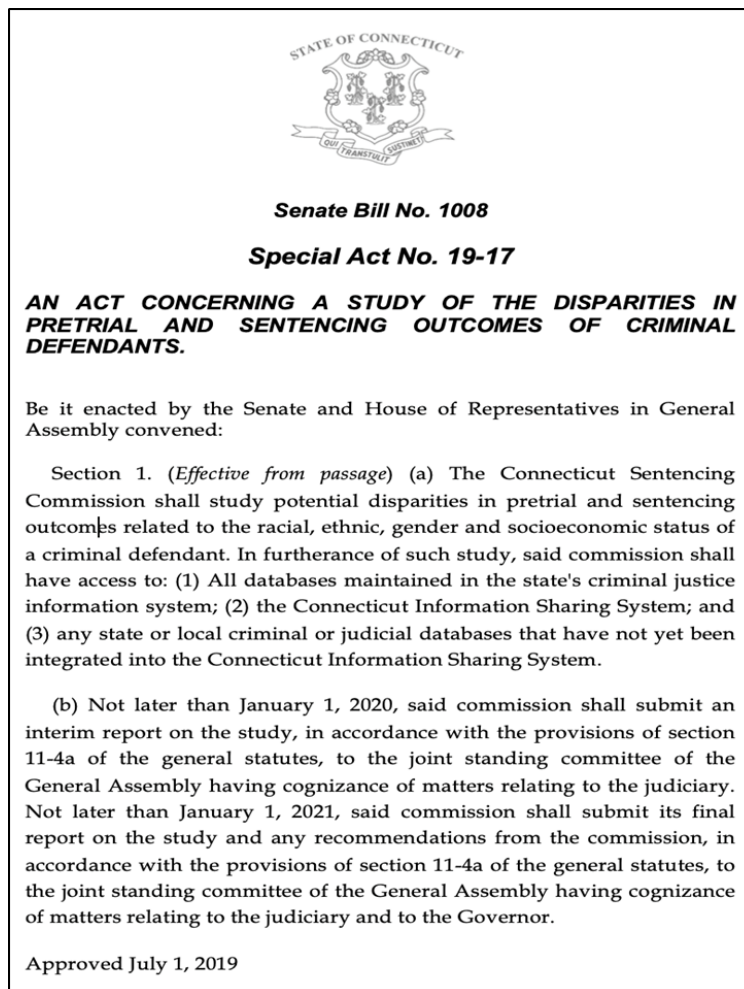 STATE OF CONNECTICUT
QUI TRANSTULIT SUSTINET
Senate Bill No. 1008
Special Act No. 19-17
AN ACT CONCERNING A STUDY OF THE DISPARITIES IN
PRETRIAL AND SENTENCING OUTCOMES OF CRIMINAL
DEFENDANTS.
Be it enacted by the Senate and House of Representatives in General
Assembly convened:
Section 1. (Effective from passage) (a) The Connecticut Sentencing
Commission shall study potential disparities in pretrial and sentencing
outcomes related to the racial, ethnic, gender and socioeconomic status of
a criminal defendant. In furtherance of such study, said commission shall
have access to: (1) All databases maintained in the state's criminal justice
information system; (2) the Connecticut Information Sharing System; and
(3) any state or local criminal or judicial databases that have not yet been
integrated into the Connecticut Information Sharing System.
(b) Not later than January 1, 2020, said commission shall submit an
interim report on the study, in accordance with the provisions of section
11-4a of the general statutes, to the joint standing committee of the
General Assembly having cognizance of matters relating to the judiciary.
Not later than January 1, 2021, said commission shall submit its final
report on the study and any recommendations from the commission, in
accordance with the provisions of section 11-4a of the general statutes, to
the joint standing committee of the General Assembly having cognizance
of matters relating to the judiciary and to the Governor.
Approved July 1, 2019